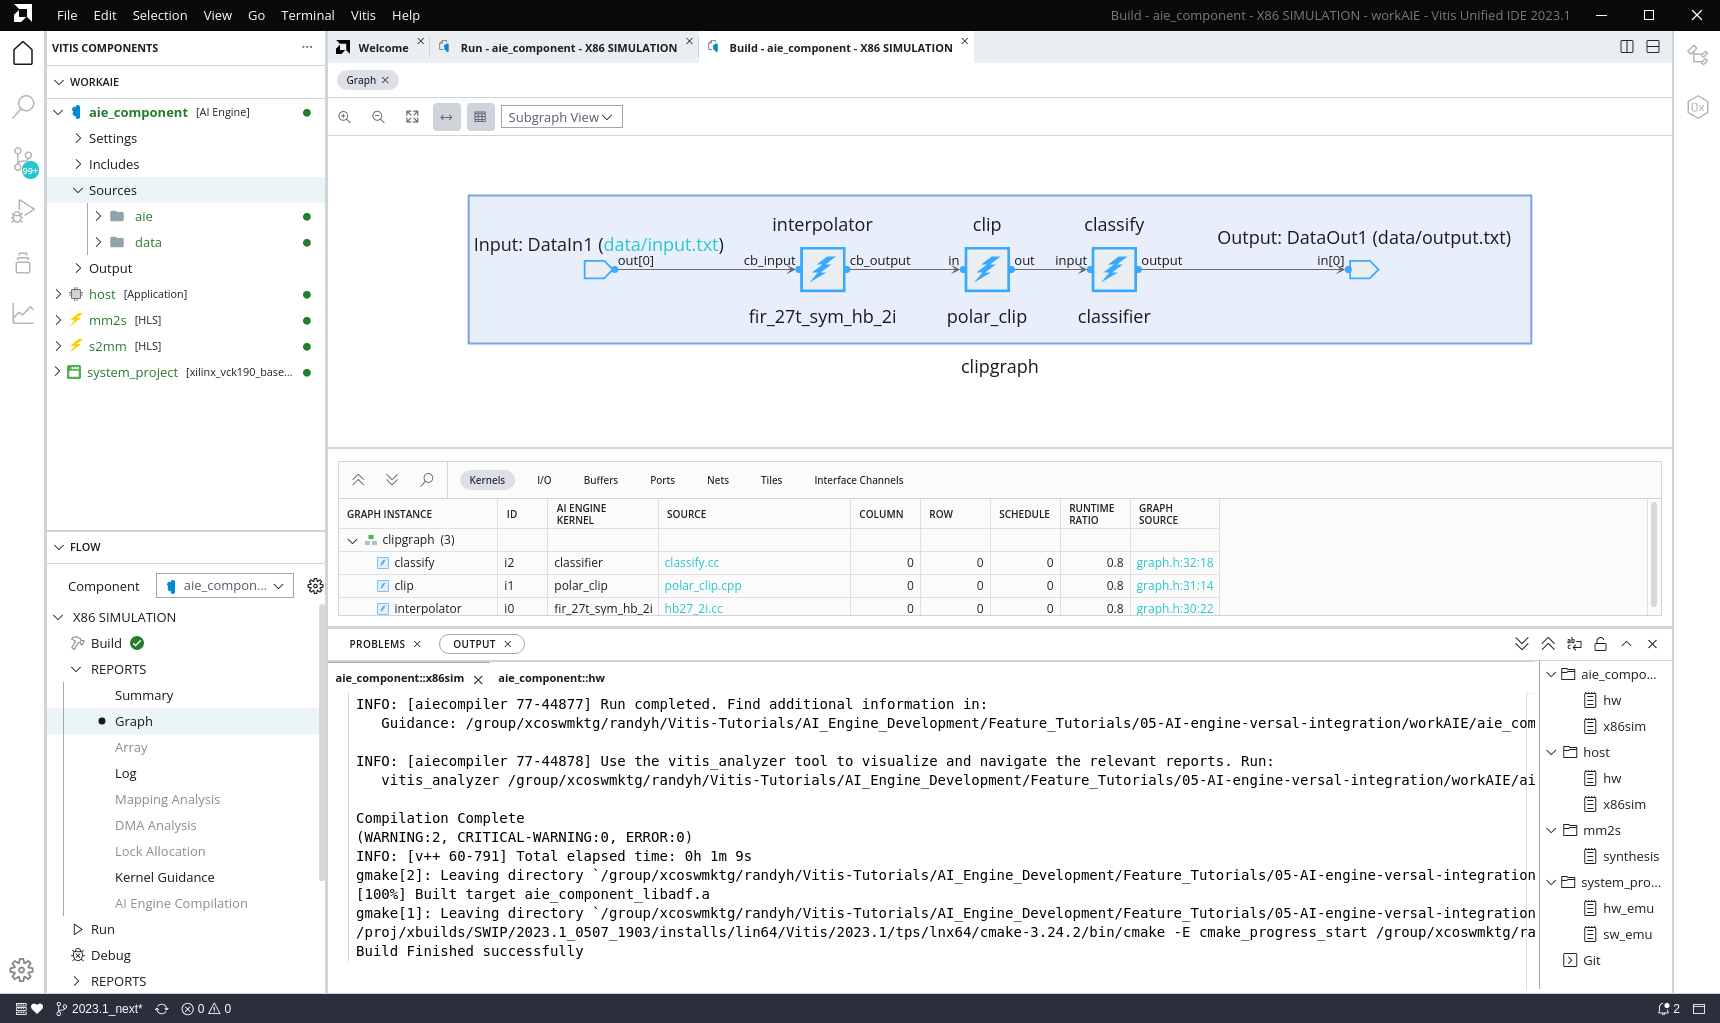 File Edit Selection View Go Terminal Vitis Help
Build - aie_component - X86 SIMULATION - workAIE - Vitis Unified IDE 2023.1
VITIS COMPONENTS ...
WORKAIE
aie_component [AI Engine]
Settings
Includes
Sources
aie
data
Output
host [Application]
mm2s [HLS]
s2mm [HLS]
system_project [xilinx_vck190_base...
99+
FLOW
Component aie_compon...
X86 SIMULATION
Build
REPORTS
Summary
Graph
Array
Log
Mapping Analysis
DMA Analysis
Lock Allocation
Kernel Guidance
AI Engine Compilation
Run
Debug
REPORTS
Welcome Run - aie_component - X86 SIMULATION Build - aie_component - X86 SIMULATION
Graph
Subgraph View
interpolator clip classify
Input: DataIn1 (data/input.txt) Output: DataOut1 (data/output.txt)
out[0] cb_input cb_output in out input output in[0]
fir_27t_sym_hb_2i polar_clip classifier
clipgraph
Kernels I/O Buffers Ports Nets Tiles Interface Channels
GRAPH INSTANCE ID AI ENGINE KERNEL SOURCE COLUMN ROW SCHEDULE RUNTIME RATIO GRAPH SOURCE
clipgraph (3)
classify i2 classifier classify.cc 0 0 0 0.8 graph.h:32:18
clip i1 polar_clip polar_clip.cpp 0 0 0 0.8 graph.h:31:14
interpolator i0 fir_27t_sym_hb_2i hb27_2i.cc 0 0 0 0.8 graph.h:30:22
PROBLEMS OUTPUT
aie_component::x86sim aie_component::hw
INFO: [aiecompiler 77-44877] Run completed. Find additional information in:
Guidance: /group/xcoswmktg/randyh/Vitis-Tutorials/AI_Engine_Development/Feature_Tutorials/05-AI-engine-versal-integration/workAIE/aie_com
INFO: [aiecompiler 77-44878] Use the vitis_analyzer tool to visualize and navigate the relevant reports. Run:
vitis_analyzer /group/xcoswmktg/randyh/Vitis-Tutorials/AI_Engine_Development/Feature_Tutorials/05-AI-engine-versal-integration/workAIE/ai
Compilation Complete
(WARNING:2, CRITICAL-WARNING:0, ERROR:0)
INFO: [v++ 60-791] Total elapsed time: 0h 1m 9s
gmake[2]: Leaving directory `/group/xcoswmktg/randyh/Vitis-Tutorials/AI_Engine_Development/Feature_Tutorials/05-AI-engine-versal-integration
[100%] Built target aie_component_libadf.a
gmake[1]: Leaving directory `/group/xcoswmktg/randyh/Vitis-Tutorials/AI_Engine_Development/Feature_Tutorials/05-AI-engine-versal-integration
/proj/xbuilds/SWIP/2023.1_0507_1903/installs/lin64/Vitis/2023.1/tps/lnx64/cmake-3.24.2/bin/cmake -E cmake_progress_start /group/xcoswmktg/ra
Build Finished successfully
aie_compo...
hw
x86sim
host
hw
x86sim
mm2s
synthesis
system_pro...
hw_emu
sw_emu
Git
0x
2023.1_next* 0 0
2